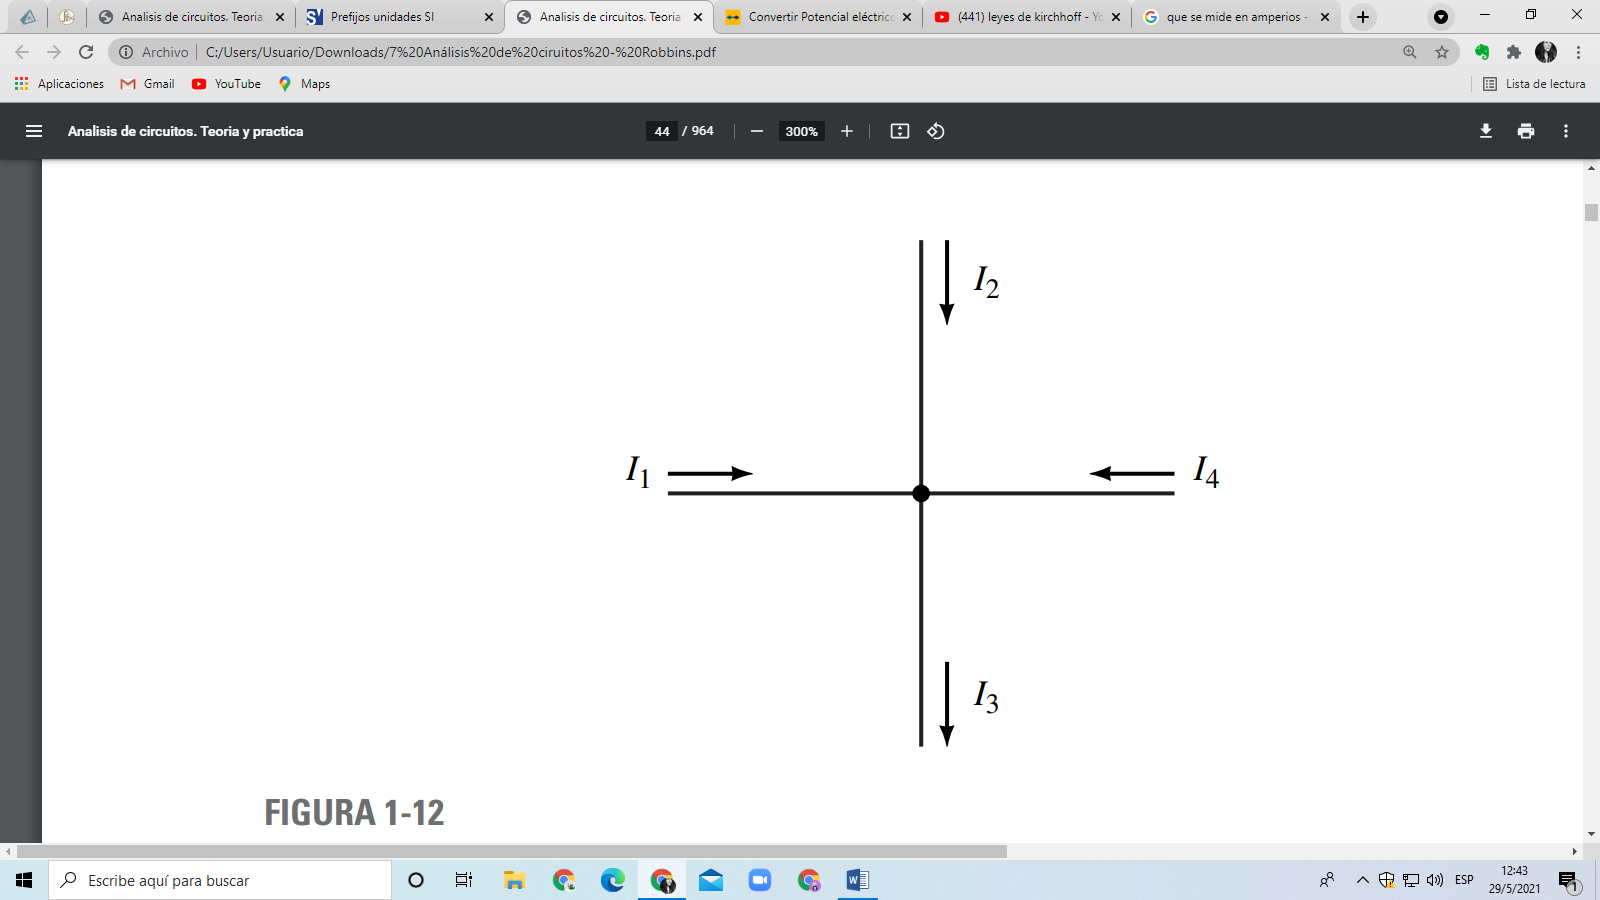 Analisis de circuitos. Teoria
Prefijos unidades SI
Analisis de circuitos. Teoria
Convertir Potencial eléctrico
(441) leyes de kirchhoff - Yo
que se mide en amperios -
Archivo
C:/Users/Usuario/Downloads/7%20Análisis%20de%20ciruitos%20-%20Robbins.pdf
Aplicaciones
Gmail
YouTube
Maps
Lista de lectura
Analisis de circuitos. Teoria y practica
44 / 964
300%
I2
I1
I4
I3
FIGURA 1-12
Escribe aquí para buscar
ESP
12:43
29/5/2021
1